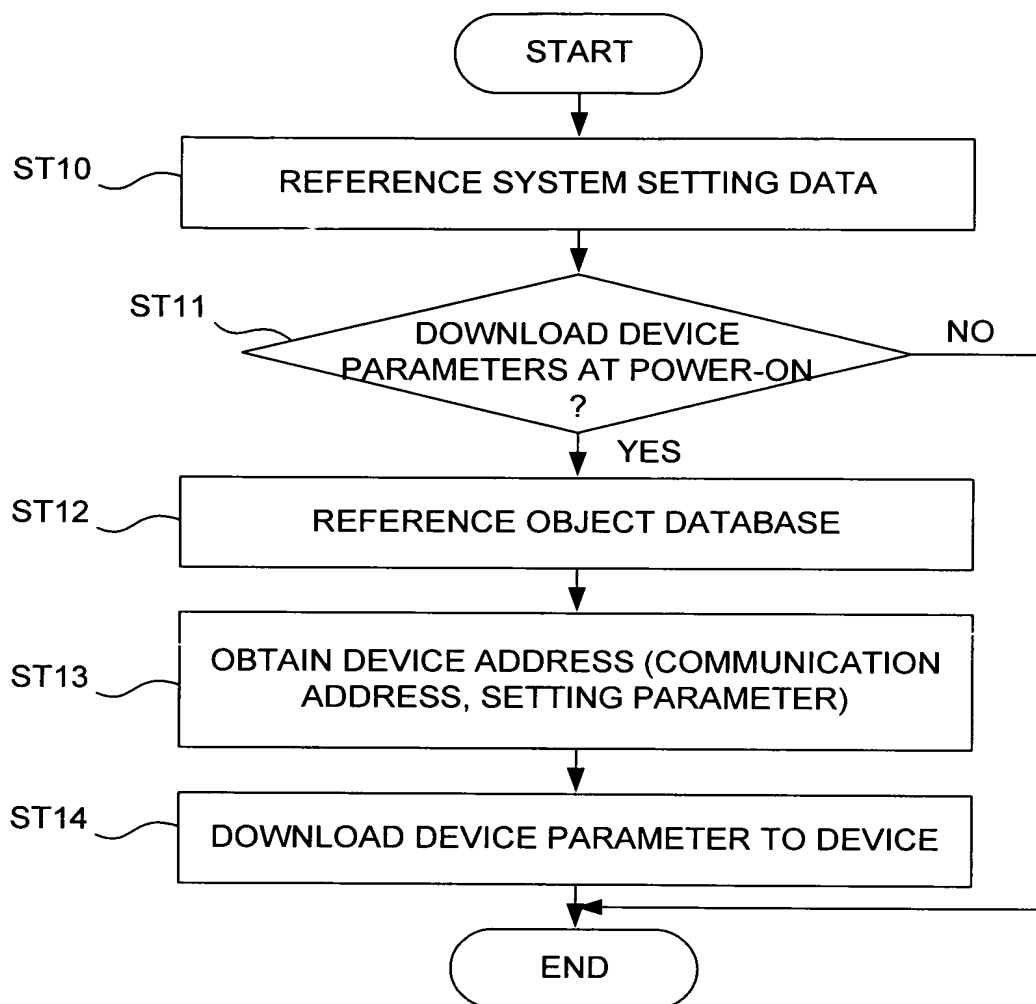 START
ST10
REFERENCE SYSTEM SETTING DATA
ST11
DOWNLOAD DEVICE
PARAMETERS AT POWER-ON
?
NO
YES
ST12
REFERENCE OBJECT DATABASE
ST13
OBTAIN DEVICE ADDRESS (COMMUNICATION
ADDRESS, SETTING PARAMETER)
ST14
DOWNLOAD DEVICE PARAMETER TO DEVICE
END